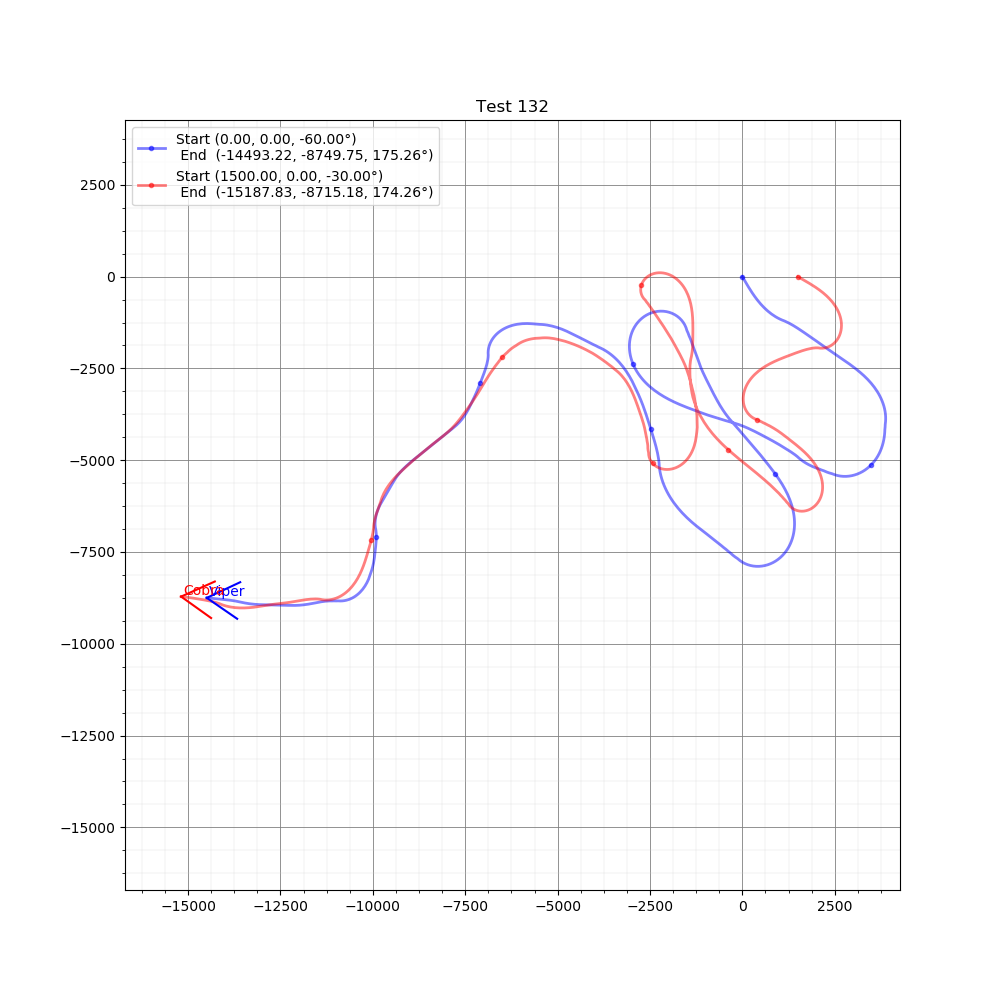 Test 132
Start (0.00, 0.00, -60.00°)
End (-14493.22, -8749.75, 175.26°)
Start (1500.00, 0.00, -30.00°)
End (-15187.83, -8715.18, 174.26°)
2500
0
−2500
−5000
−7500
−10000
−12500
−15000
Cobra
Viper
−15000 −12500 −10000 −7500 −5000 −2500 0 2500